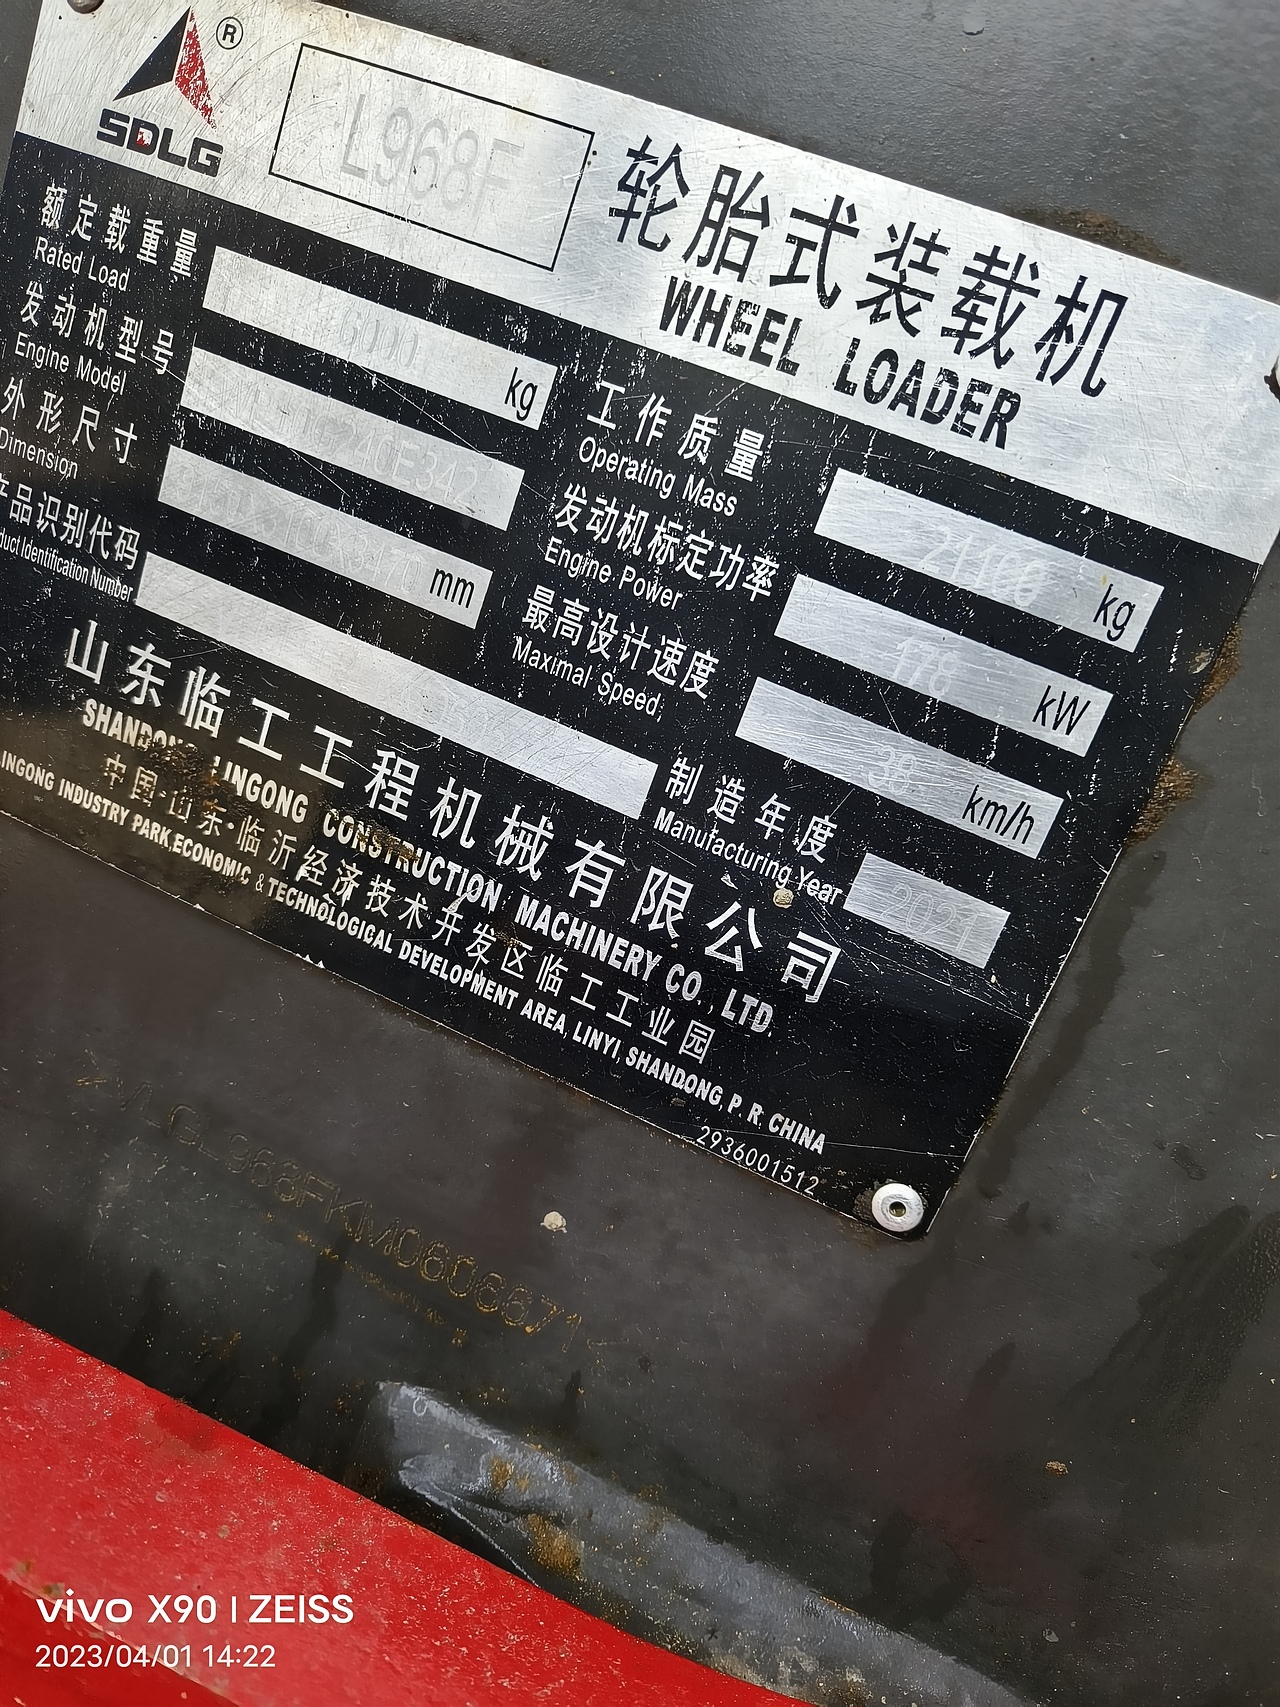 SDLG ®
L968F
轮胎式装载机
WHEEL LOADER
额定载重量
Rated Load
kg
发动机型号
Engine Model
外形尺寸
Dimension
mm
产品识别代码
Identification Number
工作质量
Operating Mass
kg
发动机标定功率
Engine Power
178 kW
最高设计速度
Maximal Speed
38 km/h
制造年度
Manufacturing Year
2021
山东临工工程机械有限公司
SHANDONG LINGONG CONSTRUCTION MACHINERY CO.,LTD.
中国·山东·临沂经济技术开发区临工工业园
LINGONG INDUSTRY PARK,ECONOMIC & TECHNOLOGICAL DEVELOPMENT AREA, LINYI, SHANDONG, P. R. CHINA
2936001512
vivo X90 | ZEISS
2023/04/01 14:22